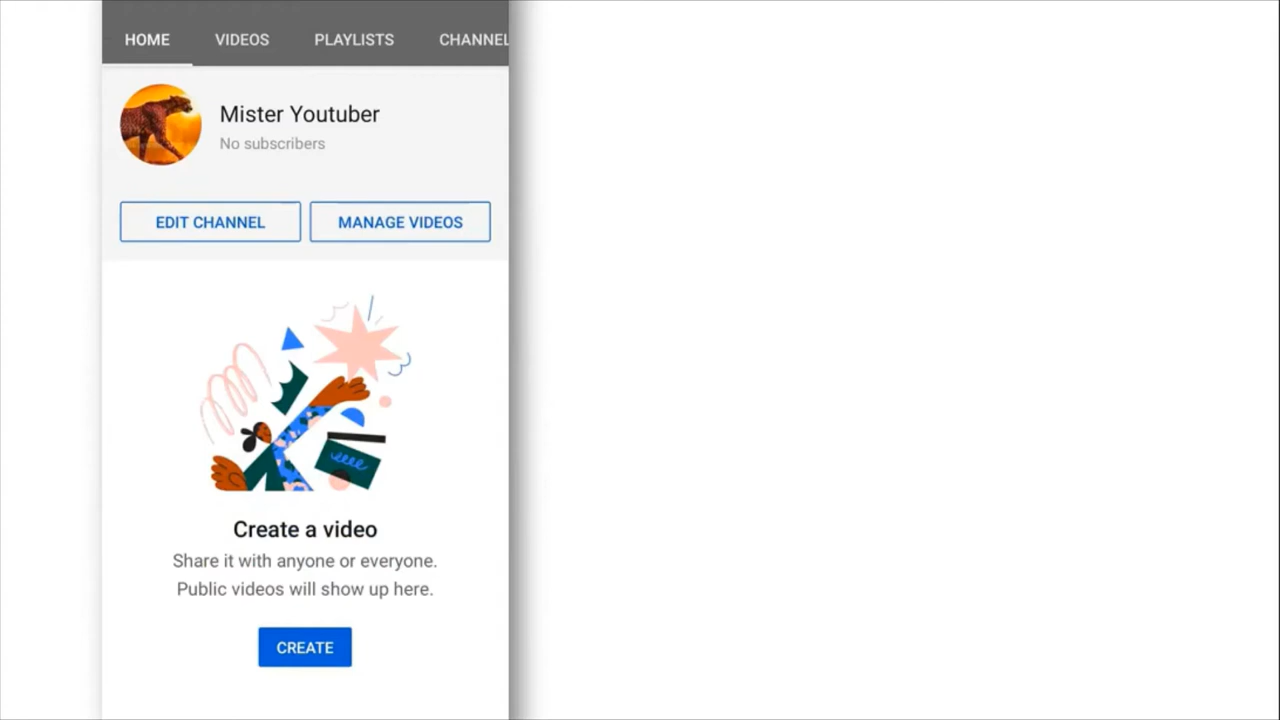 HOME VIDEOS PLAYLISTS CHANNEL
Mister Youtuber
No subscribers
EDIT CHANNEL MANAGE VIDEOS
Create a video
Share it with anyone or everyone.
Public videos will show up here.
CREATE